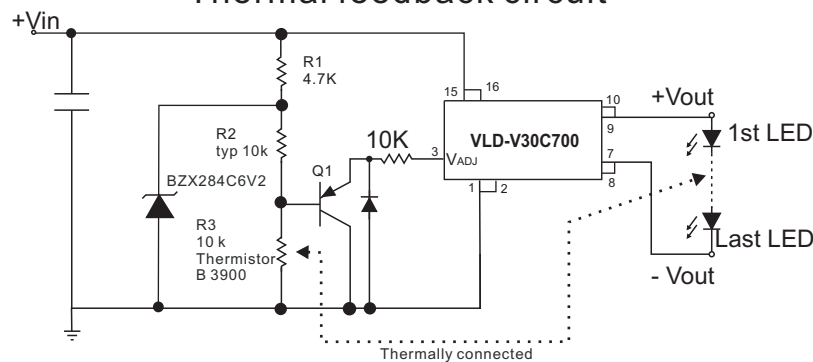 Thermal feedback circuit
+Vin
R1
4.7K
15
16
10
+Vout
R2
typ 10k
10K
3
VADJ
VLD-V30C700
9
1st LED
Q1
7
BZX284C6V2
1
2
8
R3
10 k
Thermistor
B 3900
Last LED
- Vout
Thermally connected